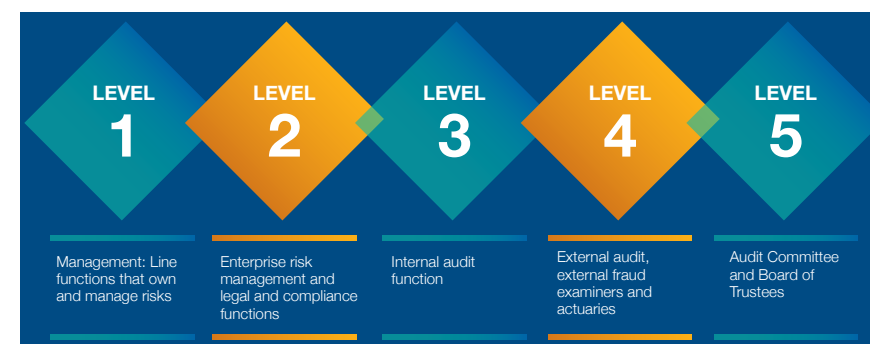 LEVEL
1
LEVEL
2
LEVEL
3
LEVEL
4
LEVEL
5
Management: Line
functions that own
and manage risks
Enterprise risk
management and
legal and compliance
functions
Internal audit
function
External audit,
external fraud
examiners and
actuaries
Audit Committee
and Board of
Trustees